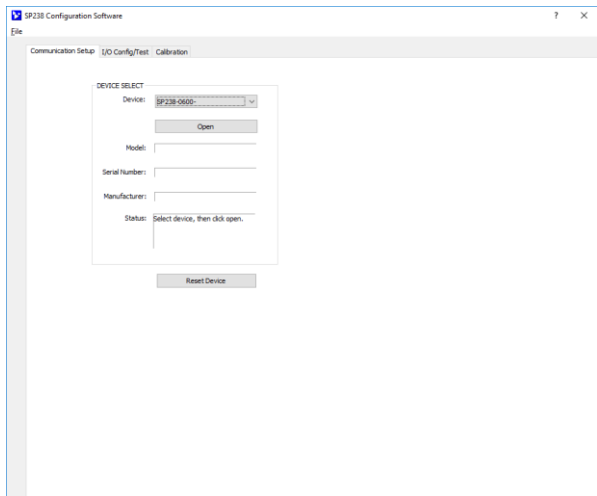 SP238 Configuration Software
File
Communication Setup I/O Config/Test Calibration
DEVICE SELECT
Device: SP238-0600-
Open
Model:
Serial Number:
Manufacturer:
Status: Select device, then click open.
Reset Device